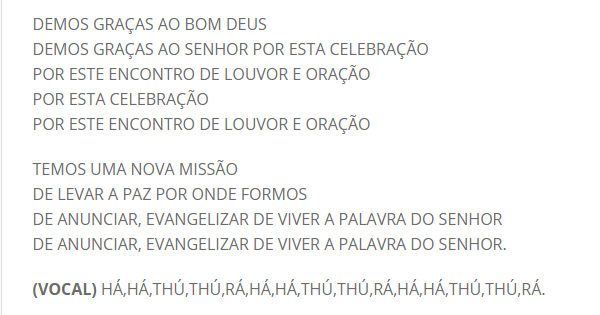 DEMOS GRAÇAS AO BOM DEUS
DEMOS GRAÇAS AO SENHOR POR ESTA CELEBRAÇÃO
POR ESTE ENCONTRO DE LOUVOR E ORAÇÃO
POR ESTA CELEBRAÇÃO
POR ESTE ENCONTRO DE LOUVOR E ORAÇÃO
TEMOS UMA NOVA MISSÃO
DE LEVAR A PAZ POR ONDE FORMOS
DE ANUNCIAR, EVANGELIZAR DE VIVER A PALAVRA DO SENHOR
DE ANUNCIAR, EVANGELIZAR DE VIVER A PALAVRA DO SENHOR.
(VOCAL) HÁ,HÁ,THÚ,THÚ,RÁ,HÁ,HÁ,THÚ,THÚ,RÁ,HÁ,HÁ,THÚ,THÚ,RÁ.